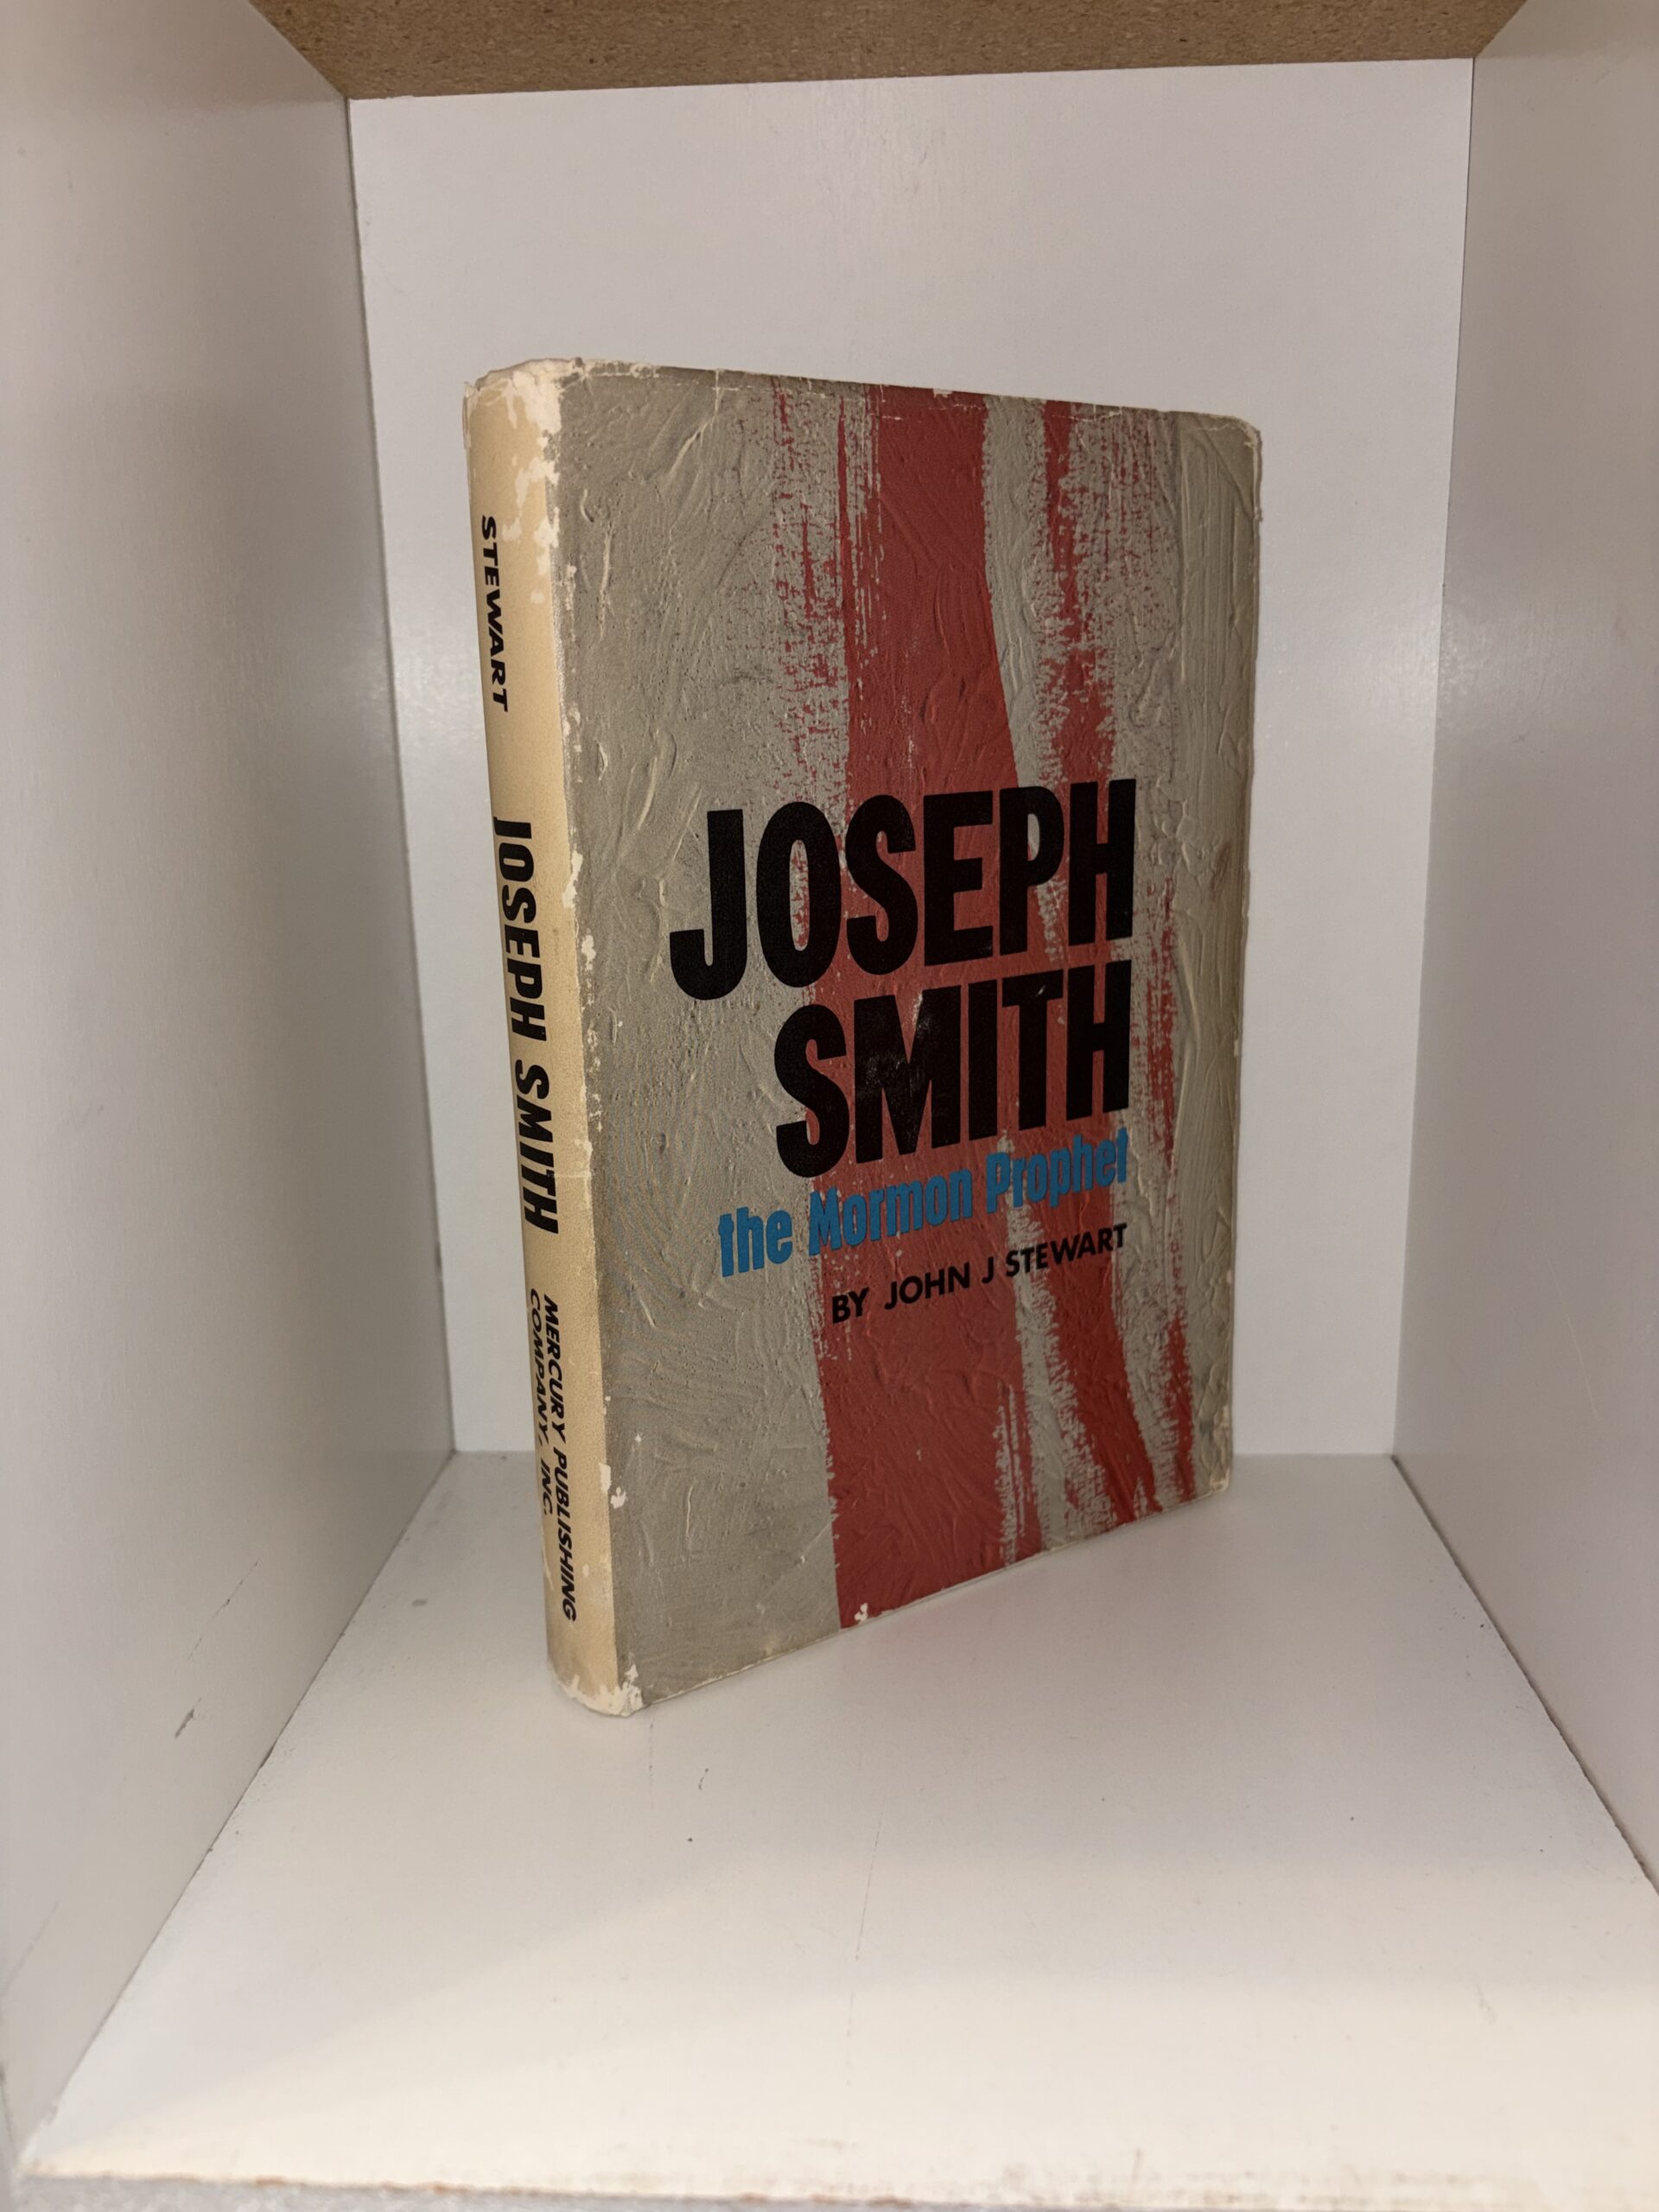 STEWART
JOSEPH SMITH
MERCURY PUBLISHING
COMPANY, INC.
JOSEPH
SMITH
the Mormon Prophet
BY JOHN J STEWART